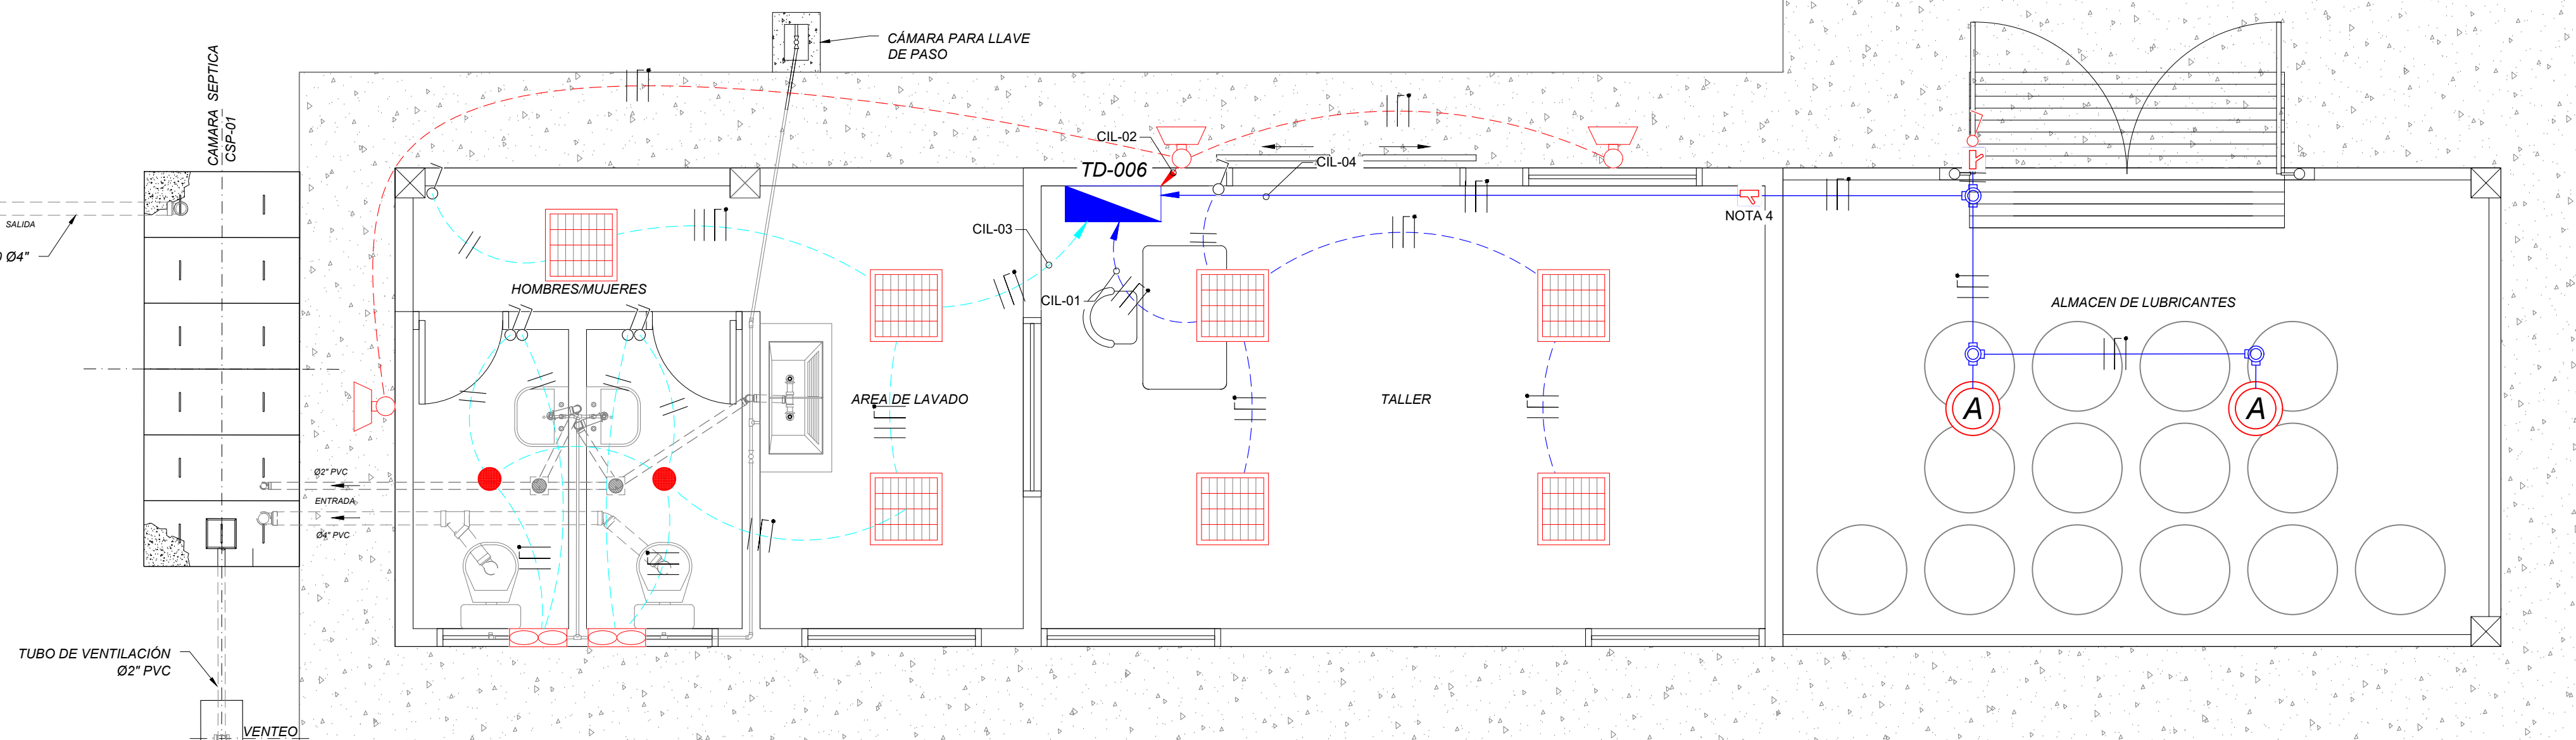 CÁMARA PARA LLAVE
DE PASO
CAMARA SEPTICA
CSP-01
SALIDA
Ø4"
CIL-02
TD-006
CIL-04
NOTA 4
CIL-03
CIL-01
HOMBRES/MUJERES
ALMACEN DE LUBRICANTES
AREA DE LAVADO
TALLER
A
A
Ø2" PVC
ENTRADA
Ø4" PVC
TUBO DE VENTILACIÓN
Ø2" PVC
VENTEO